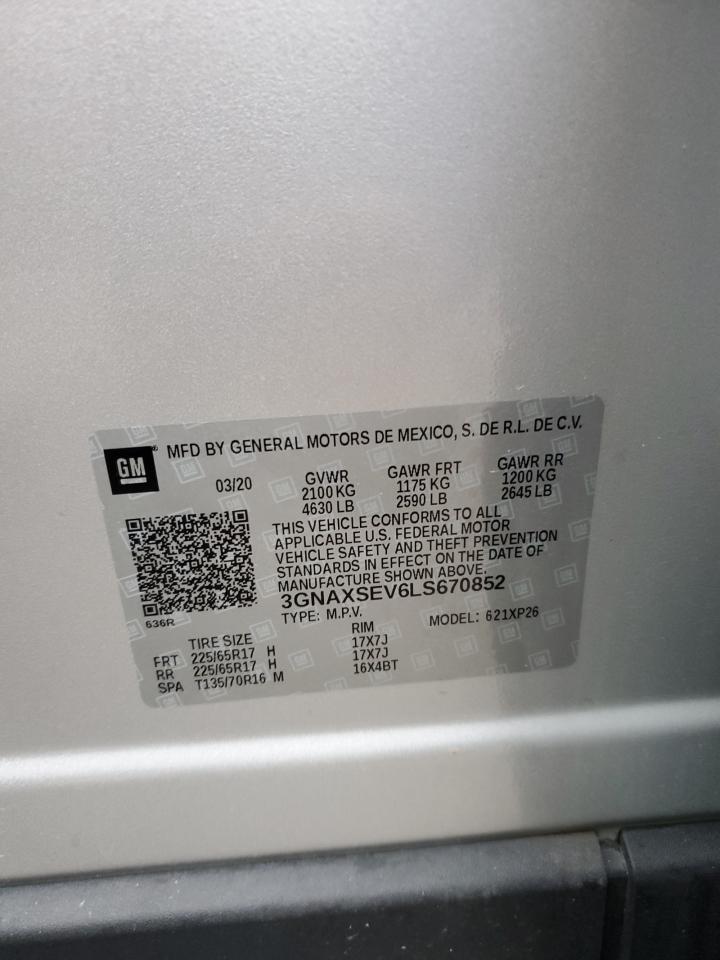 GM ® MFD BY GENERAL MOTORS DE MEXICO, S. DE R.L. DE C.V.
03/20 GVWR GAWR FRT GAWR RR
2100 KG 1175 KG 1200 KG
4630 LB 2590 LB 2645 LB
THIS VEHICLE CONFORMS TO ALL
APPLICABLE U.S. FEDERAL MOTOR
VEHICLE SAFETY AND THEFT PREVENTION
STANDARDS IN EFFECT ON THE DATE OF
MANUFACTURE SHOWN ABOVE.
3GNAXSEV6LS670852
TYPE: M.P.V. MODEL: 621XP26
636R
TIRE SIZE RIM
FRT 225/65R17 H 17X7J
RR 225/65R17 H 17X7J
SPA T135/70R16 M 16X4BT